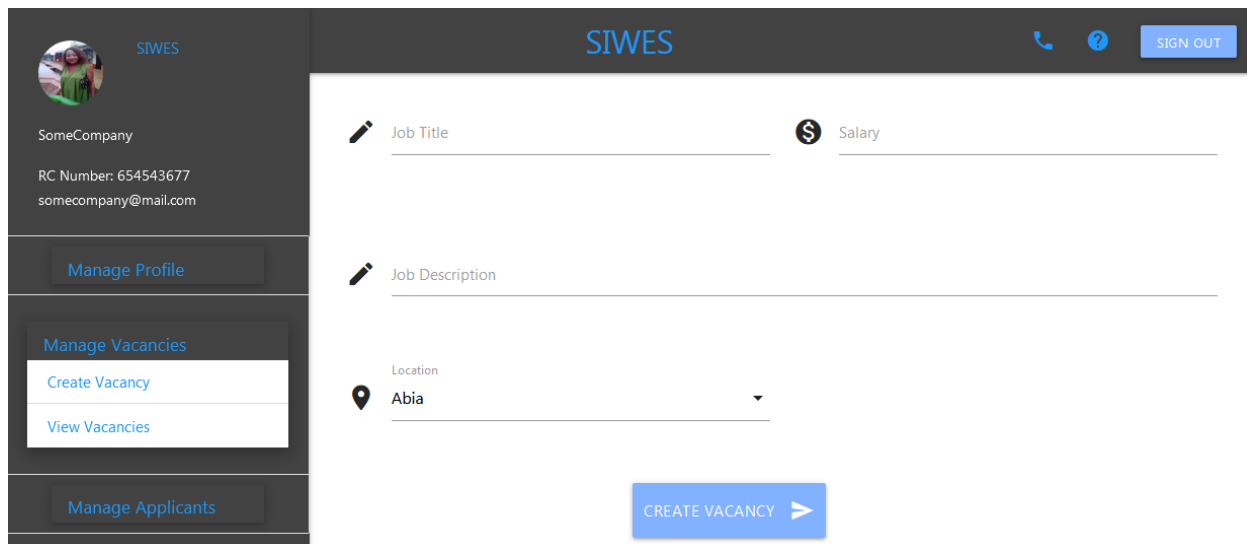 SIWES
SomeCompany
RC Number: 654543677
somecompany@mail.com
Manage Profile
Manage Vacancies
Create Vacancy
View Vacancies
Manage Applicants
SIWES
SIGN OUT
Job Title
Salary
Job Description
Location
Abia
CREATE VACANCY